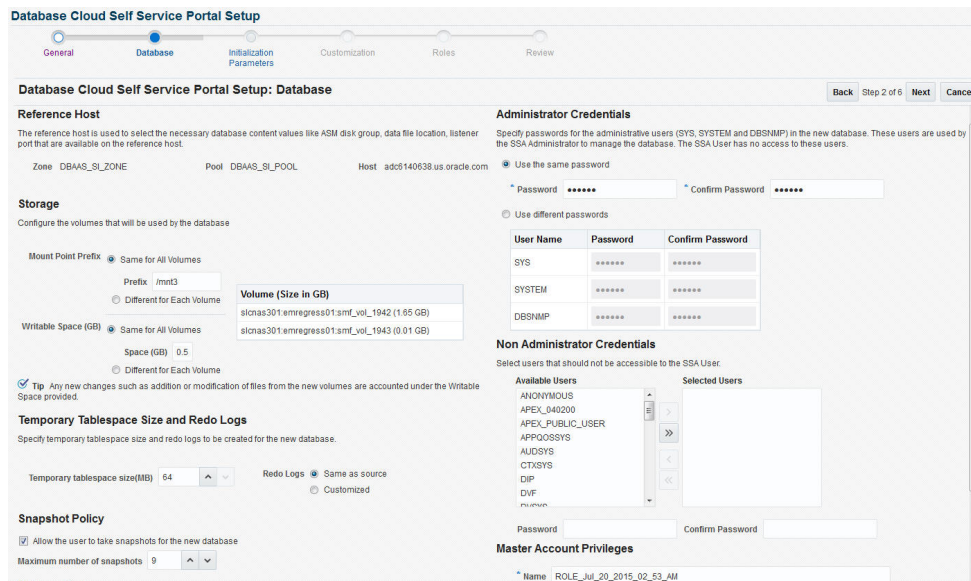 Database Cloud Self Service Portal Setup
General
Database
Initialization
Parameters
Customization
Roles
Review
Database Cloud Self Service Portal Setup: Database
Back Step 2 of 6 Next Cance
Reference Host
The reference host is used to select the necessary database content values like ASM disk group, data file location, listener
port that are available on the reference host.
Zone DBAAS_SI_ZONE Pool DBAAS_SI_POOL Host adc6140638.us.oracle.com
Storage
Configure the volumes that will be used by the database
Mount Point Prefix Same for All Volumes
Prefix /mnt3
Different for Each Volume
Volume (Size in GB)
slcnas301:emregress01:smf_vol_1942 (1.65 GB)
slcnas301:emregress01:smf_vol_1943 (0.01 GB)
Writable Space (GB) Same for All Volumes
Space (GB) 0.5
Different for Each Volume
Tip Any new changes such as addition or modification of files from the new volumes are accounted under the Writable
Space provided.
Temporary Tablespace Size and Redo Logs
Specify temporary tablespace size and redo logs to be created for the new database.
Temporary tablespace size(MB) 64
Redo Logs Same as source
Customized
Snapshot Policy
Allow the user to take snapshots for the new database
Maximum number of snapshots 9
Administrator Credentials
Specify passwords for the administrative users (SYS, SYSTEM and DBSNMP) in the new database. These users are used by
the SSA Administrator to manage the database. The SSA User has no access to these users.
Use the same password
* Password •••••• * Confirm Password ••••••
Use different passwords
User Name Password Confirm Password
SYS •••••• ••••••
SYSTEM •••••• ••••••
DBSNMP •••••• ••••••
Non Administrator Credentials
Select users that should not be accessible to the SSA User.
Available Users Selected Users
ANONYMOUS
APEX_040200
APEX_PUBLIC_USER
APPQOSSYS
AUDSYS
CTXSYS
DIP
DVF
DVSYS
Password Confirm Password
Master Account Privileges
* Name ROLE_Jul_20_2015_02_53_AM